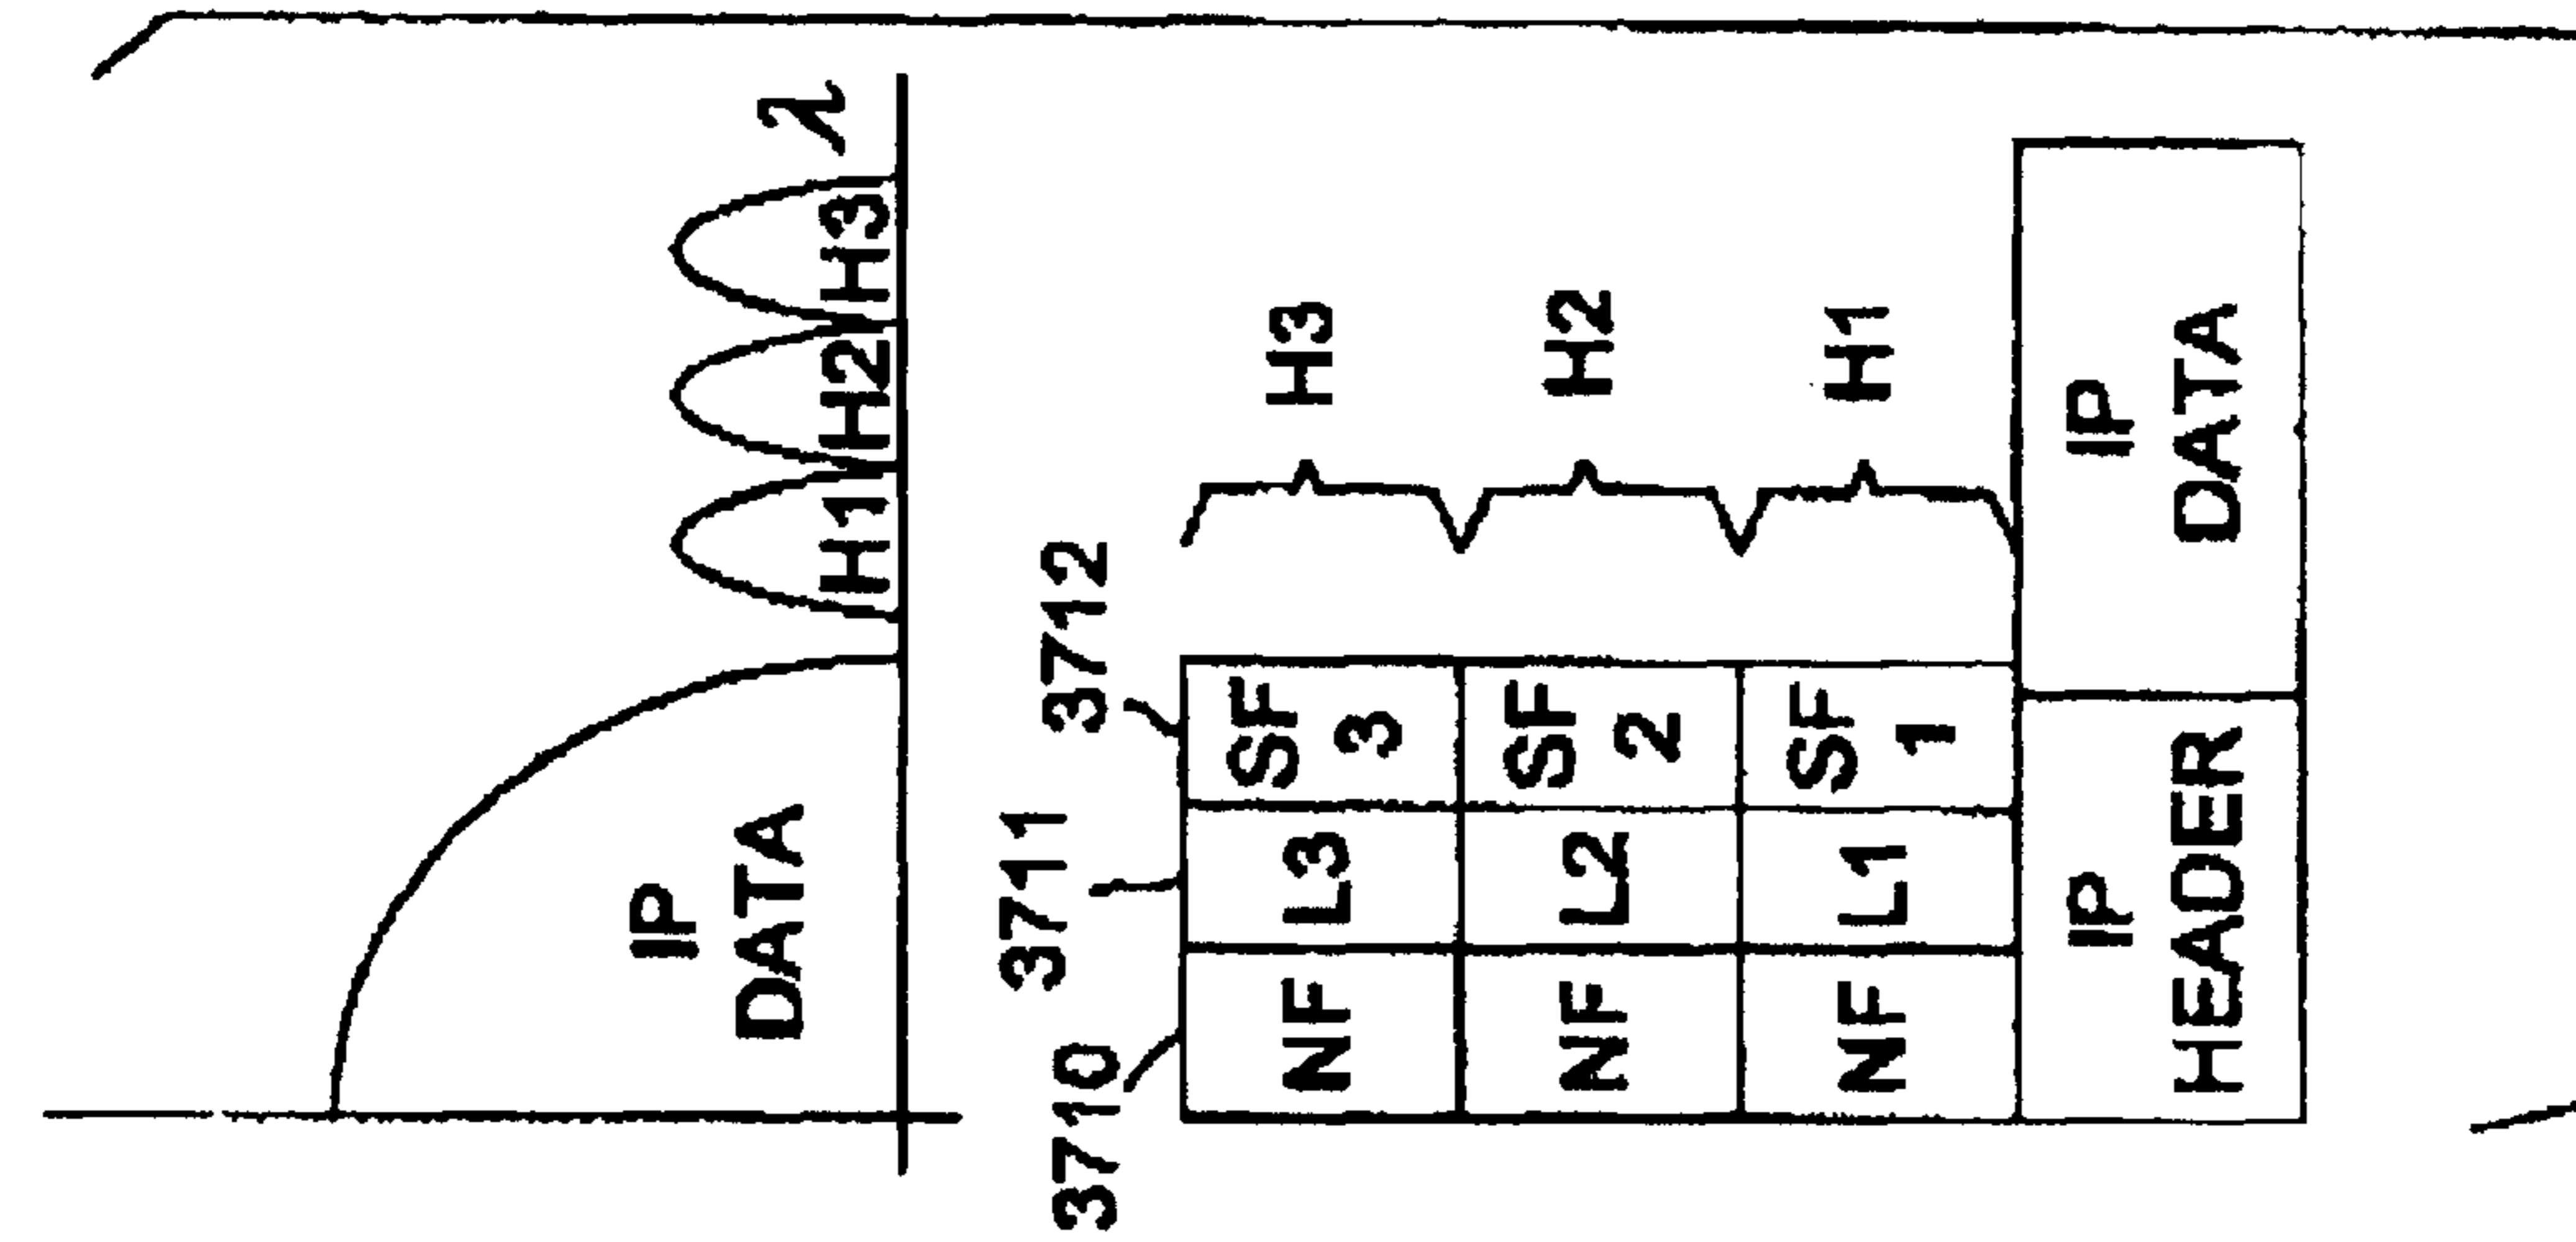 IP
DATA
H1 H2 H3 λ
3710 3711 3712
NF L3 SF
3
H3
NF L2 SF
2
H2
NF L1 SF
1
H1
IP
HEADER
IP
DATA